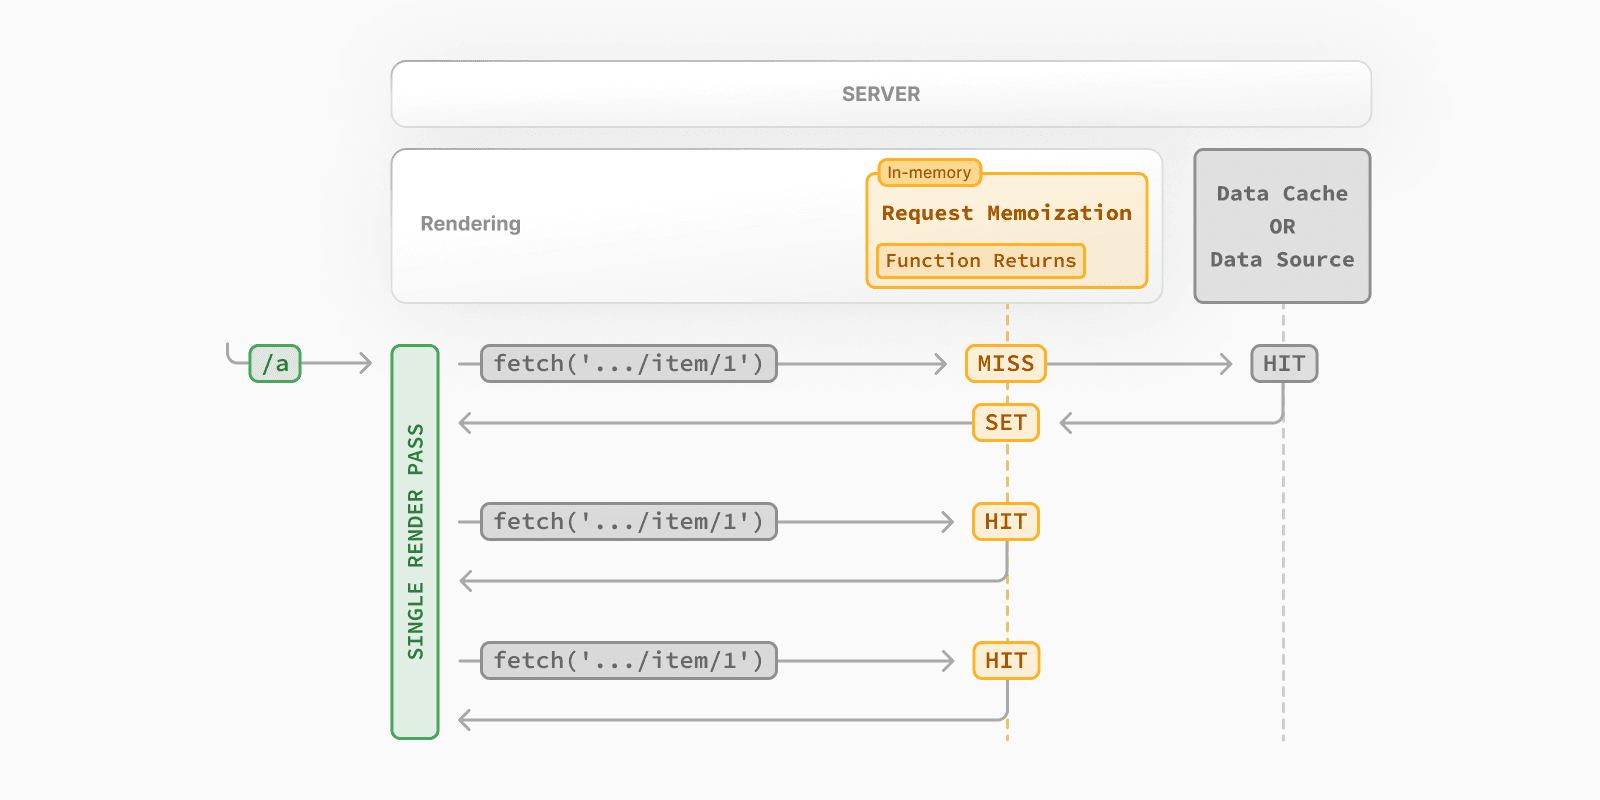 SERVER
Rendering
In-memory
Request Memoization
Function Returns
Data Cache
OR
Data Source
/a
SINGLE RENDER PASS
fetch('.../item/1')
MISS
HIT
SET
fetch('.../item/1')
HIT
fetch('.../item/1')
HIT